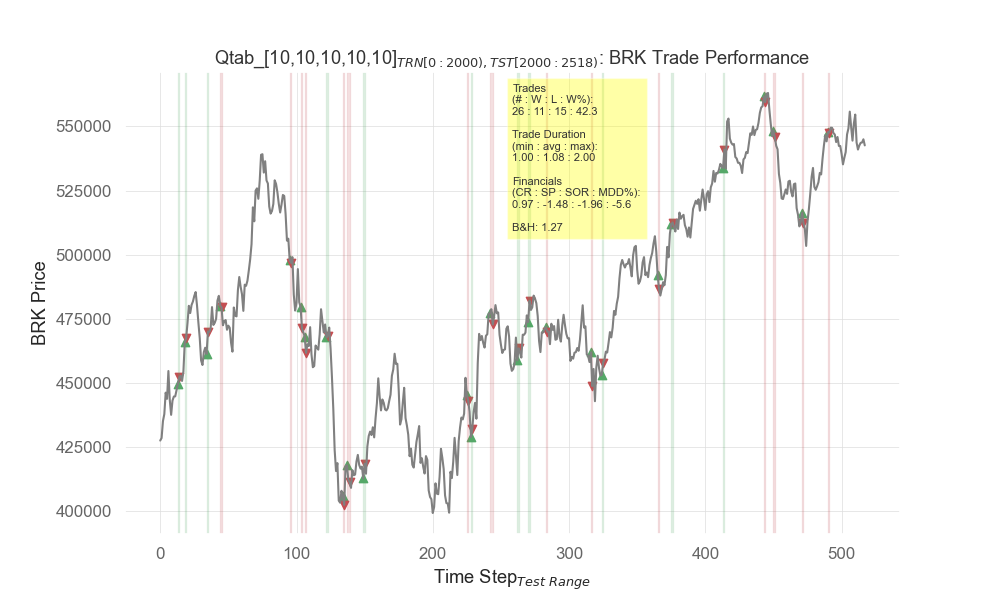 Qtab_[10,10,10,10,10]TRN[0 : 2000), TST[2000 : 2518): BRK Trade Performance
Trades
(# : W : L : W%):
26 : 11 : 15 : 42.3
Trade Duration
(min : avg : max):
1.00 : 1.08 : 2.00
Financials
(CR : SP : SOR : MDD%):
0.97 : -1.48 : -1.96 : -5.6
B&H: 1.27
BRK Price
550000
525000
500000
475000
450000
425000
400000
0 100 200 300 400 500
Time StepTest Range